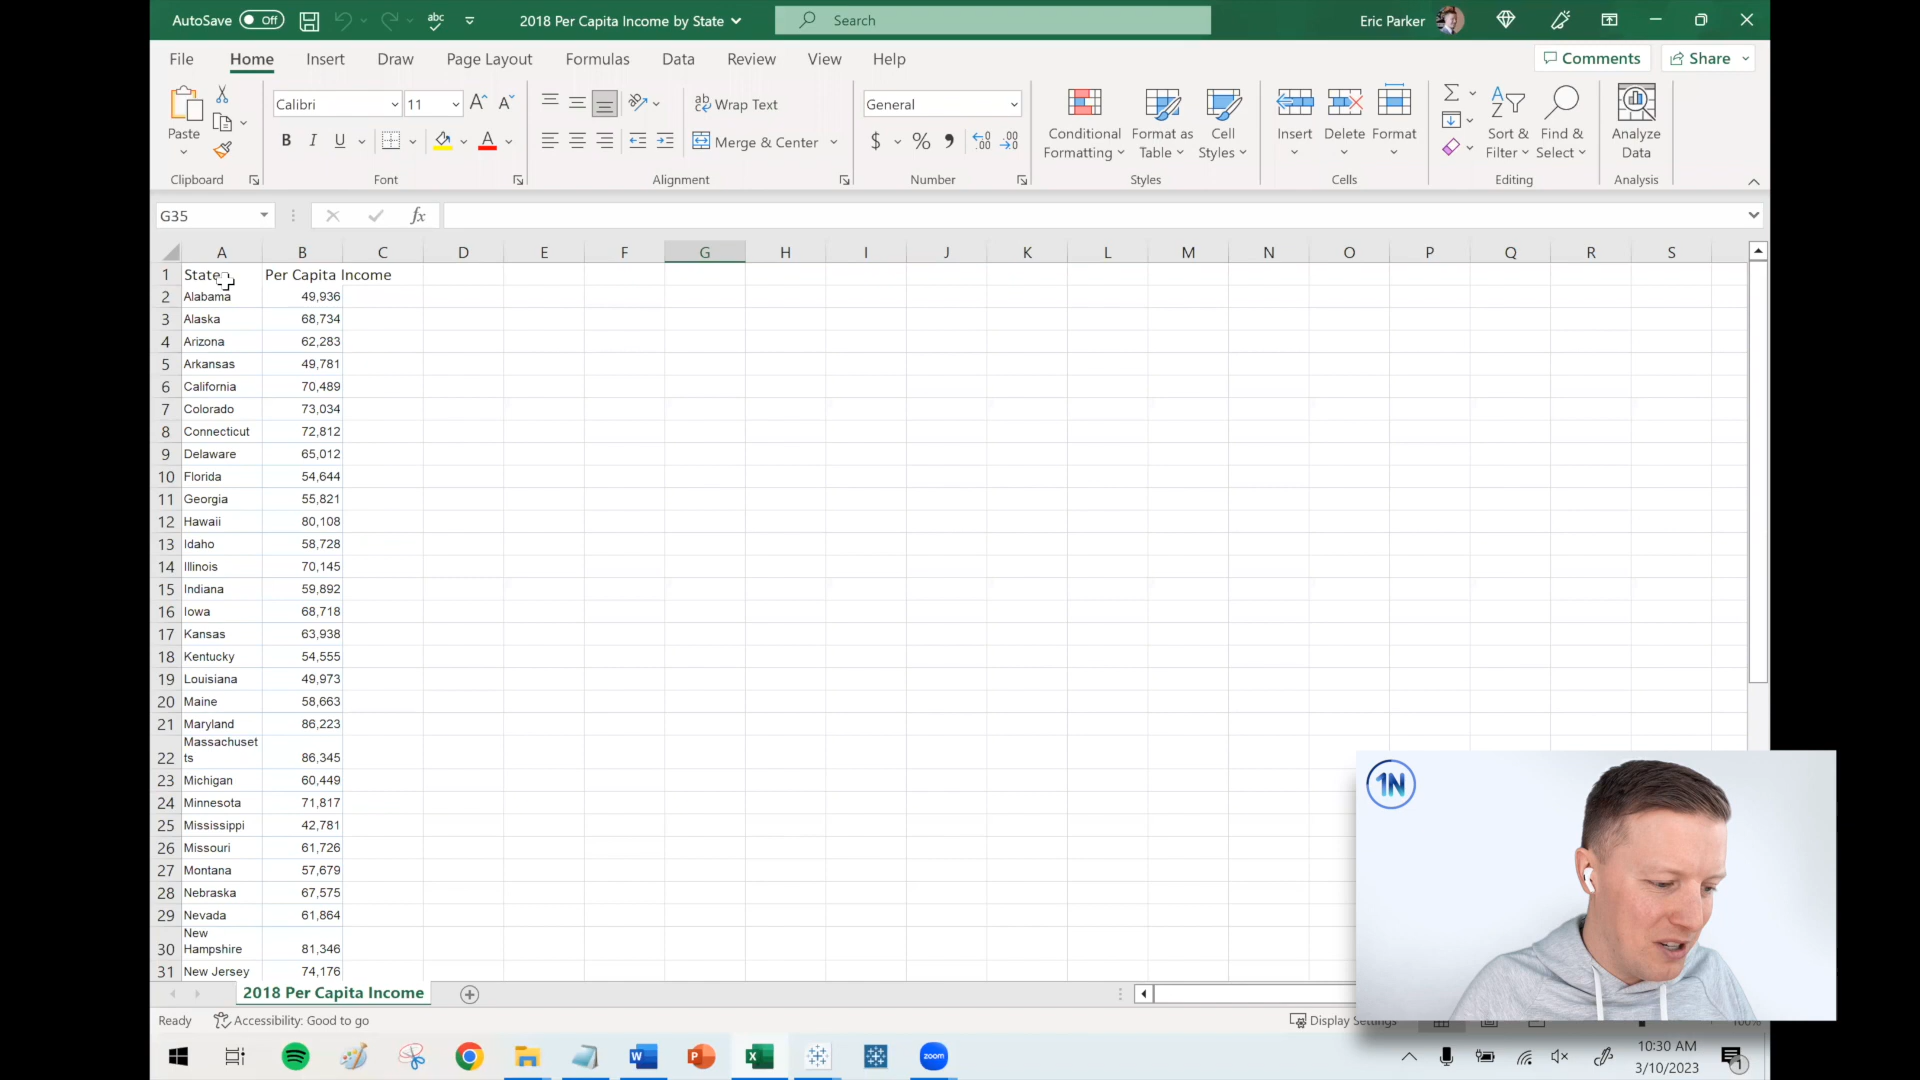 AutoSave Off abc 2018 Per Capita Income by State Search Eric Parker
File Home Insert Draw Page Layout Formulas Data Review View Help Comments Share
Paste Calibri 11 A A ab Wrap Text General Conditional Formatting Format as Table Cell Styles Insert Delete Format Sort & Filter Find & Select Analyze Data
B I U A Merge & Center $ % .00
Clipboard Font Alignment Number Styles Cells Editing Analysis
G35 fx
A B C D E F G H I J K L M N O P Q R S
1 State Per Capita Income
2 Alabama 49,936
3 Alaska 68,734
4 Arizona 62,283
5 Arkansas 49,781
6 California 70,489
7 Colorado 73,034
8 Connecticut 72,812
9 Delaware 65,012
10 Florida 54,644
11 Georgia 55,821
12 Hawaii 80,108
13 Idaho 58,728
14 Illinois 70,145
15 Indiana 59,892
16 Iowa 68,718
17 Kansas 63,938
18 Kentucky 54,555
19 Louisiana 49,973
20 Maine 58,663
21 Maryland 86,223
Massachuset
22 ts 86,345
23 Michigan 60,449
24 Minnesota 71,817
25 Mississippi 42,781
26 Missouri 61,726
27 Montana 57,679
28 Nebraska 67,575
29 Nevada 61,864
New
30 Hampshire 81,346
31 New Jersey 74,176
1N
2018 Per Capita Income
Ready Accessibility: Good to go Display Settings
W P X zoom 10:30 AM
3/10/2023 1